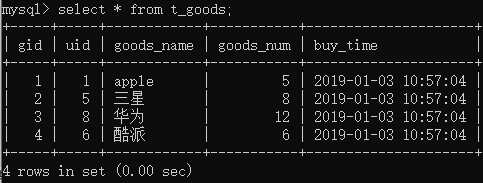 mysql> select * from t_goods;
+-----+-----+------------+-----------+---------------------+
| gid | uid | goods_name | goods_num | buy_time            |
+-----+-----+------------+-----------+---------------------+
|   1 |   1 | apple      |         5 | 2019-01-03 10:57:04 |
|   2 |   5 | 三星       |         8 | 2019-01-03 10:57:04 |
|   3 |   8 | 华为       |        12 | 2019-01-03 10:57:04 |
|   4 |   6 | 酷派       |         6 | 2019-01-03 10:57:04 |
+-----+-----+------------+-----------+---------------------+
4 rows in set (0.00 sec)